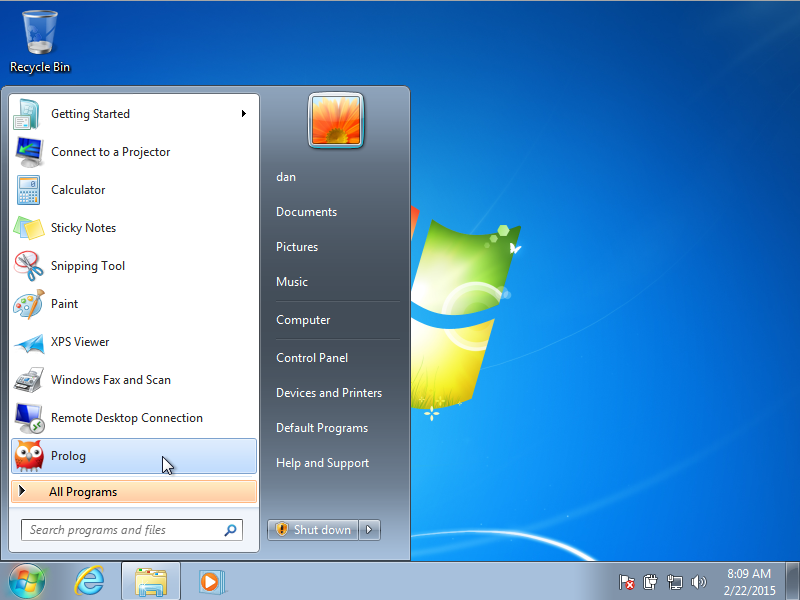 Recycle Bin
Getting Started
Connect to a Projector
Calculator
Sticky Notes
Snipping Tool
Paint
XPS Viewer
Windows Fax and Scan
Remote Desktop Connection
Prolog
All Programs
Search programs and files
dan
Documents
Pictures
Music
Computer
Control Panel
Devices and Printers
Default Programs
Help and Support
Shut down
8:09 AM
2/22/2015